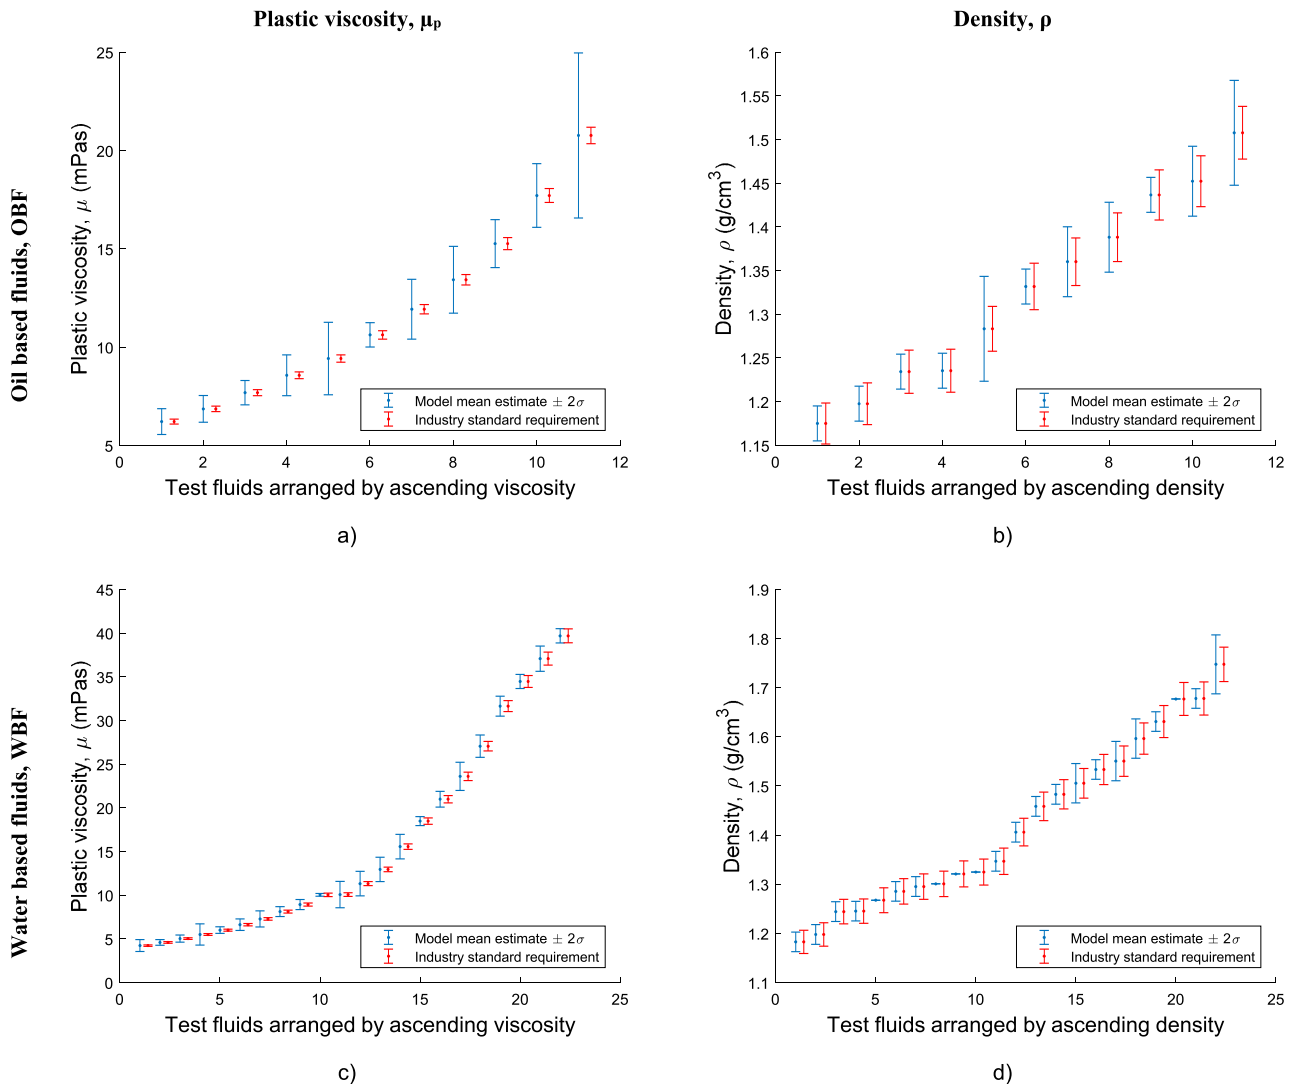 Plastic viscosity, μp
Density, ρ
Oil based fluids, OBF
Plastic viscosity, μ (mPas)
25
20
15
10
5
0 2 4 6 8 10 12
Model mean estimate ± 2σ
Industry standard requirement
Test fluids arranged by ascending viscosity
a)
Density, ρ (g/cm³)
1.6
1.55
1.5
1.45
1.4
1.35
1.3
1.25
1.2
1.15
0 2 4 6 8 10 12
Model mean estimate ± 2σ
Industry standard requirement
Test fluids arranged by ascending density
b)
Water based fluids, WBF
Plastic viscosity, μ (mPas)
45
40
35
30
25
20
15
10
5
0
0 5 10 15 20 25
Model mean estimate ± 2σ
Industry standard requirement
Test fluids arranged by ascending viscosity
c)
Density, ρ (g/cm³)
1.9
1.8
1.7
1.6
1.5
1.4
1.3
1.2
1.1
0 5 10 15 20 25
Model mean estimate ± 2σ
Industry standard requirement
Test fluids arranged by ascending density
d)